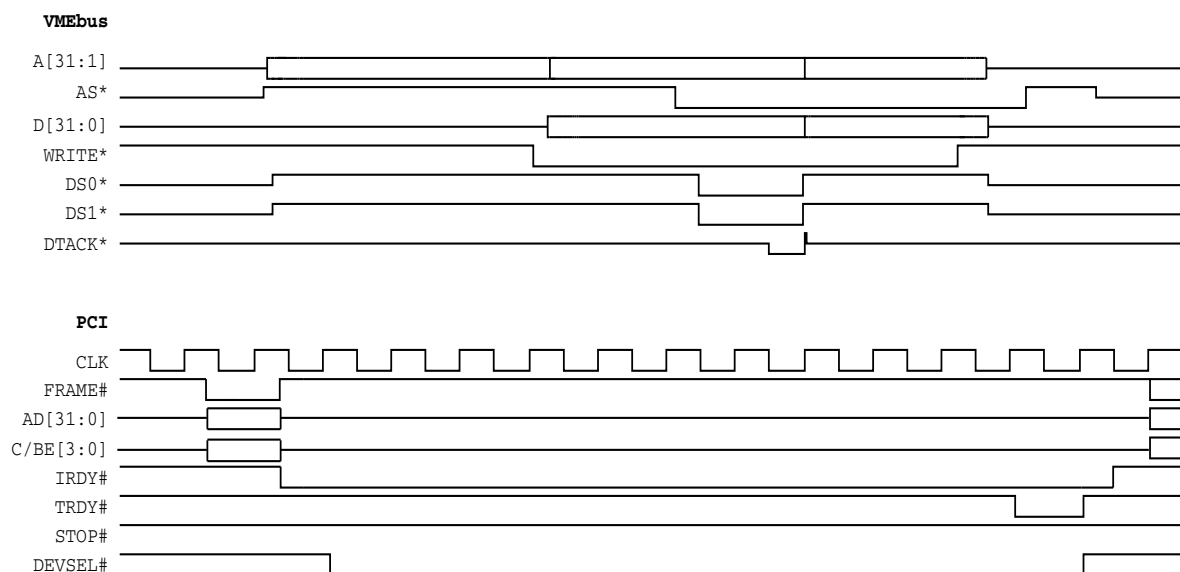 VMEbus
A[31:1]
AS*
D[31:0]
WRITE*
DS0*
DS1*
DTACK*
PCI
CLK
FRAME#
AD[31:0]
C/BE[3:0]
IRDY#
TRDY#
STOP#
DEVSEL#